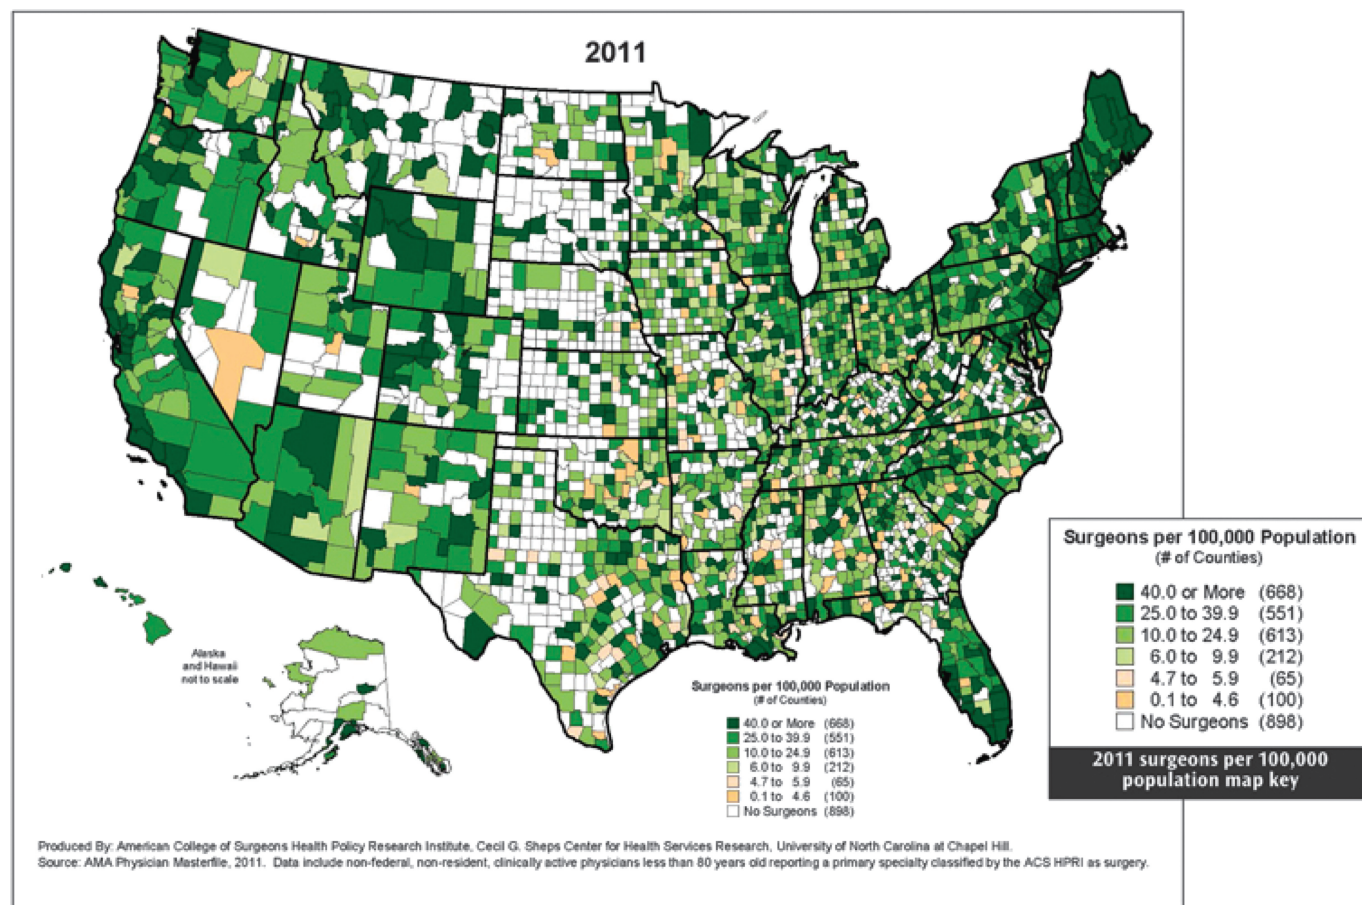 2011
Alaska
and Hawaii
not to scale
Surgeons per 100,000 Population
(# of Counties)
40.0 or More (668)
25.0 to 39.9 (551)
10.0 to 24.9 (613)
6.0 to 9.9 (212)
4.7 to 5.9 (65)
0.1 to 4.6 (100)
No Surgeons (898)
Surgeons per 100,000 Population
(# of Counties)
40.0 or More (668)
25.0 to 39.9 (551)
10.0 to 24.9 (613)
6.0 to 9.9 (212)
4.7 to 5.9 (65)
0.1 to 4.6 (100)
No Surgeons (898)
2011 surgeons per 100,000
population map key
Produced By: American College of Surgeons Health Policy Research Institute, Cecil G. Sheps Center for Health Services Research, University of North Carolina at Chapel Hill.
Source: AMA Physician Masterfile, 2011. Data include non-federal, non-resident, clinically active physicians less than 80 years old reporting a primary specialty classified by the ACS HPRI as surgery.